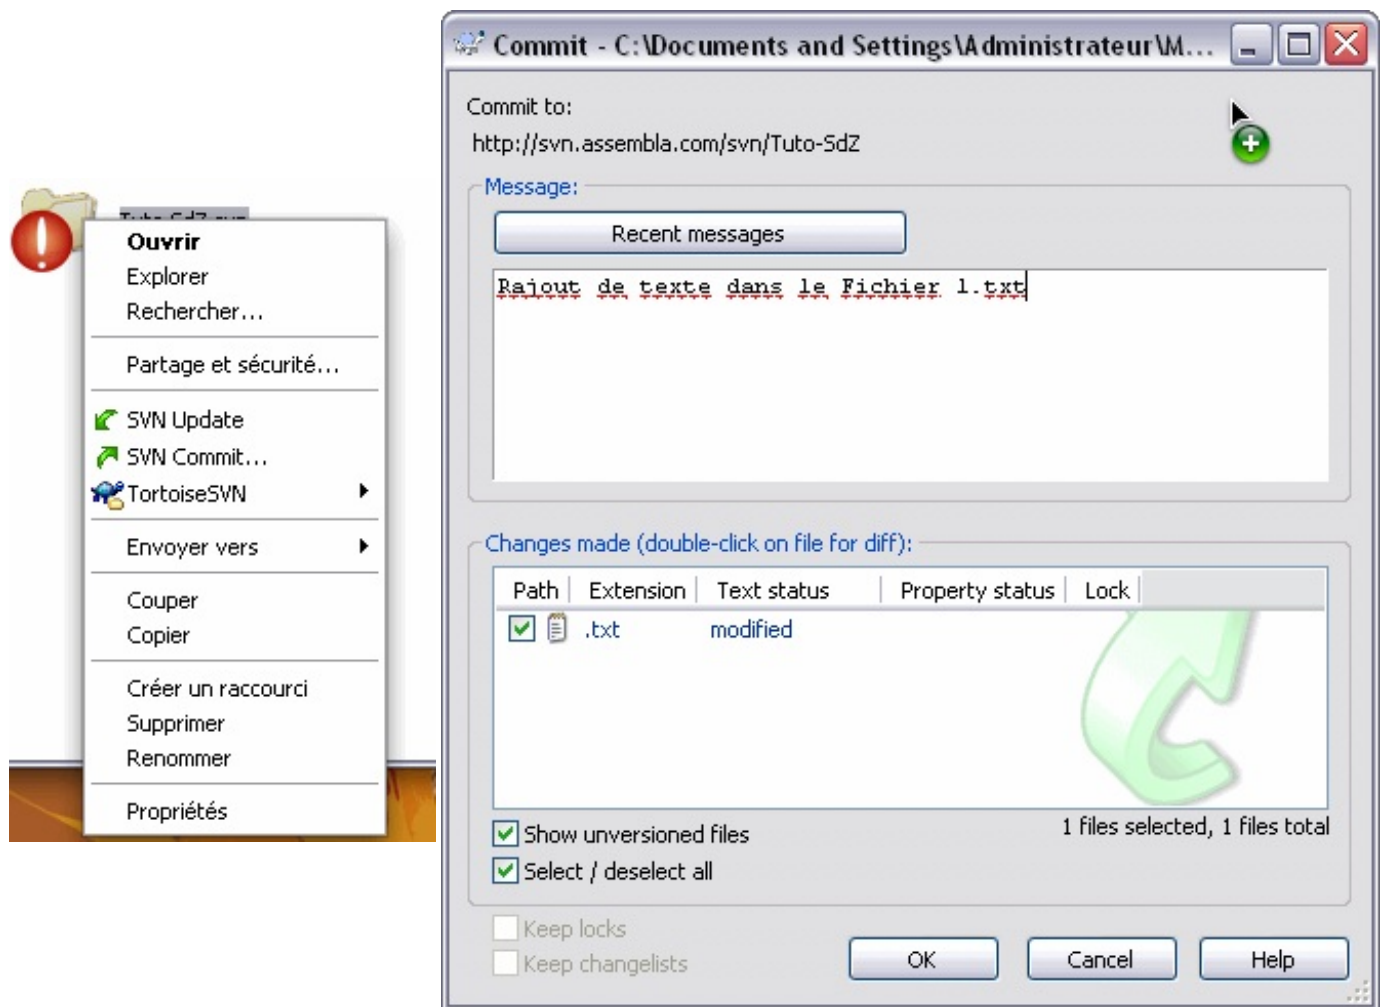 Ouvrir
Explorer
Rechercher...
Partage et sécurité...
SVN Update
SVN Commit...
TortoiseSVN
Envoyer vers
Couper
Copier
Créer un raccourci
Supprimer
Renommer
Propriétés
Commit - C:\Documents and Settings\Administrateur\M...
Commit to:
http://svn.assembla.com/svn/Tuto-SdZ
Message:
Recent messages
Rajout de texte dans le Fichier 1.txt
Changes made (double-click on file for diff):
Path Extension Text status Property status Lock
.txt modified
Show unversioned files 1 files selected, 1 files total
Select / deselect all
Keep locks
Keep changelists
OK Cancel Help